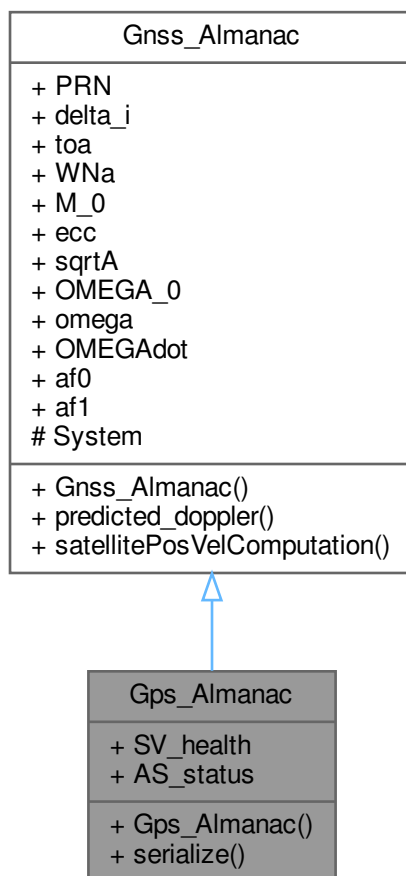 Gnss_Almanac
+ PRN
+ delta_i
+ toa
+ WNa
+ M_0
+ ecc
+ sqrtA
+ OMEGA_0
+ omega
+ OMEGAdot
+ af0
+ af1
# System
+ Gnss_Almanac()
+ predicted_doppler()
+ satellitePosVelComputation()
Gps_Almanac
+ SV_health
+ AS_status
+ Gps_Almanac()
+ serialize()